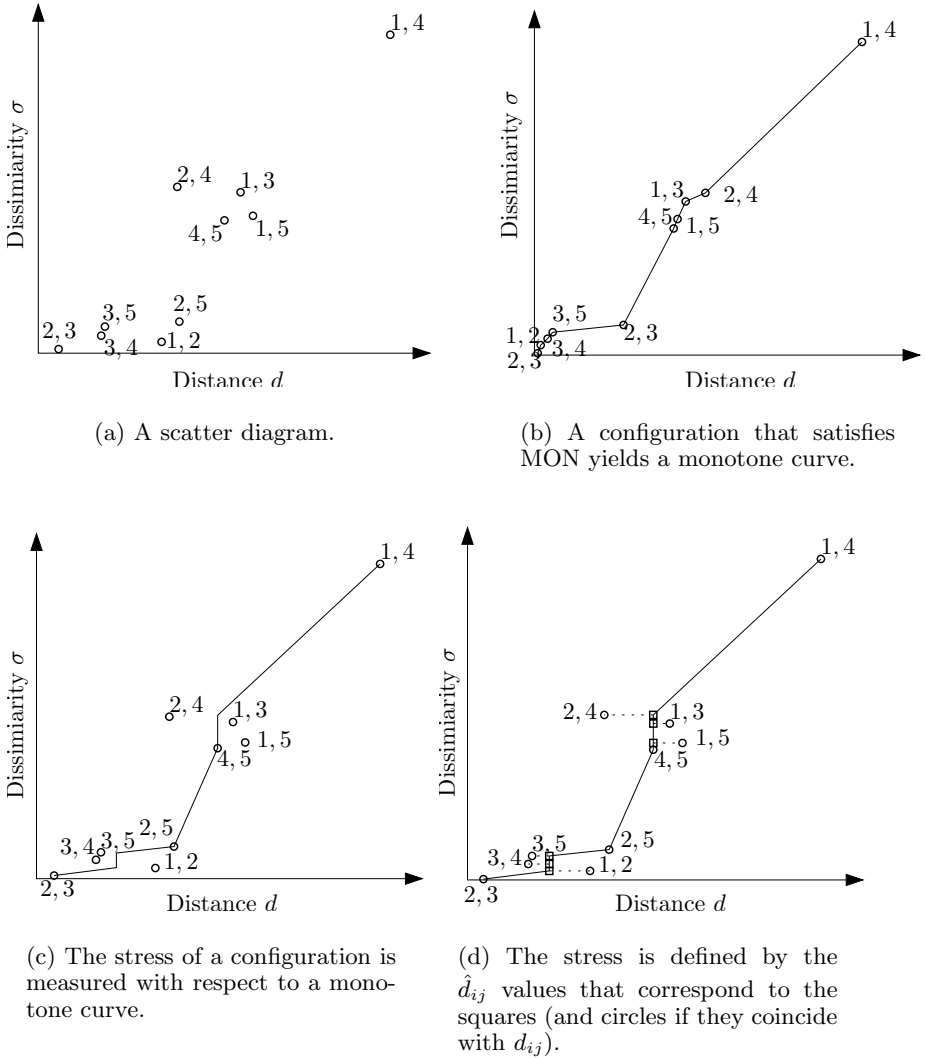 1, 4
Dissimiarity σ
2, 4
1, 3
4, 5
1, 5
3, 5
2, 5
2, 3
3, 4
1, 2
Distance d
(a) A scatter diagram.
1, 4
Dissimiarity σ
1, 3
2, 4
4, 5
1, 5
3, 5
1, 2
2, 3
3, 4
2, 3
Distance d
(b) A configuration that satisfies
MON yields a monotone curve.
1, 4
Dissimiarity σ
2, 4
1, 3
1, 5
4, 5
2, 5
3, 4
3, 5
1, 2
2, 3
Distance d
(c) The stress of a configuration is
measured with respect to a mono-
tone curve.
1, 4
Dissimiarity σ
2, 4
1, 3
1, 5
4, 5
3, 5
2, 5
3, 4
1, 2
2, 3
Distance d
(d) The stress is defined by the
d̂ij values that correspond to the
squares (and circles if they coincide
with dij).